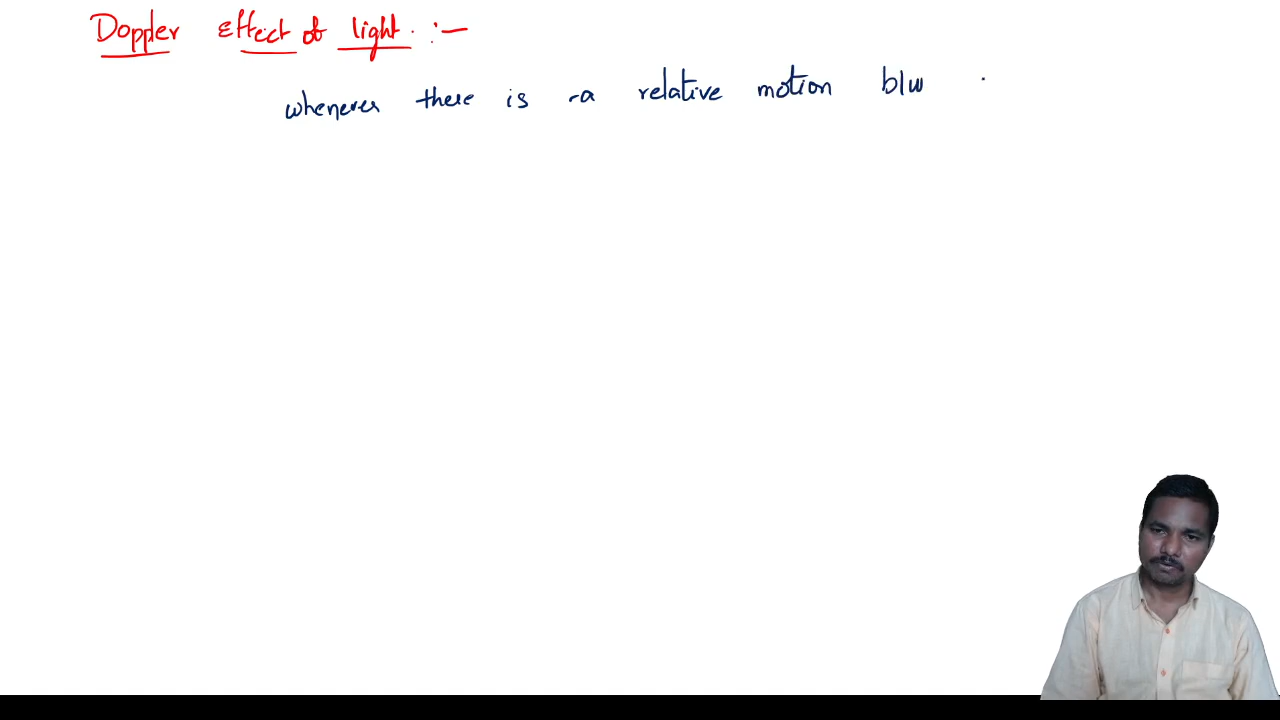 Doppler Effect of light :-
whenever there is a relative motion b/w